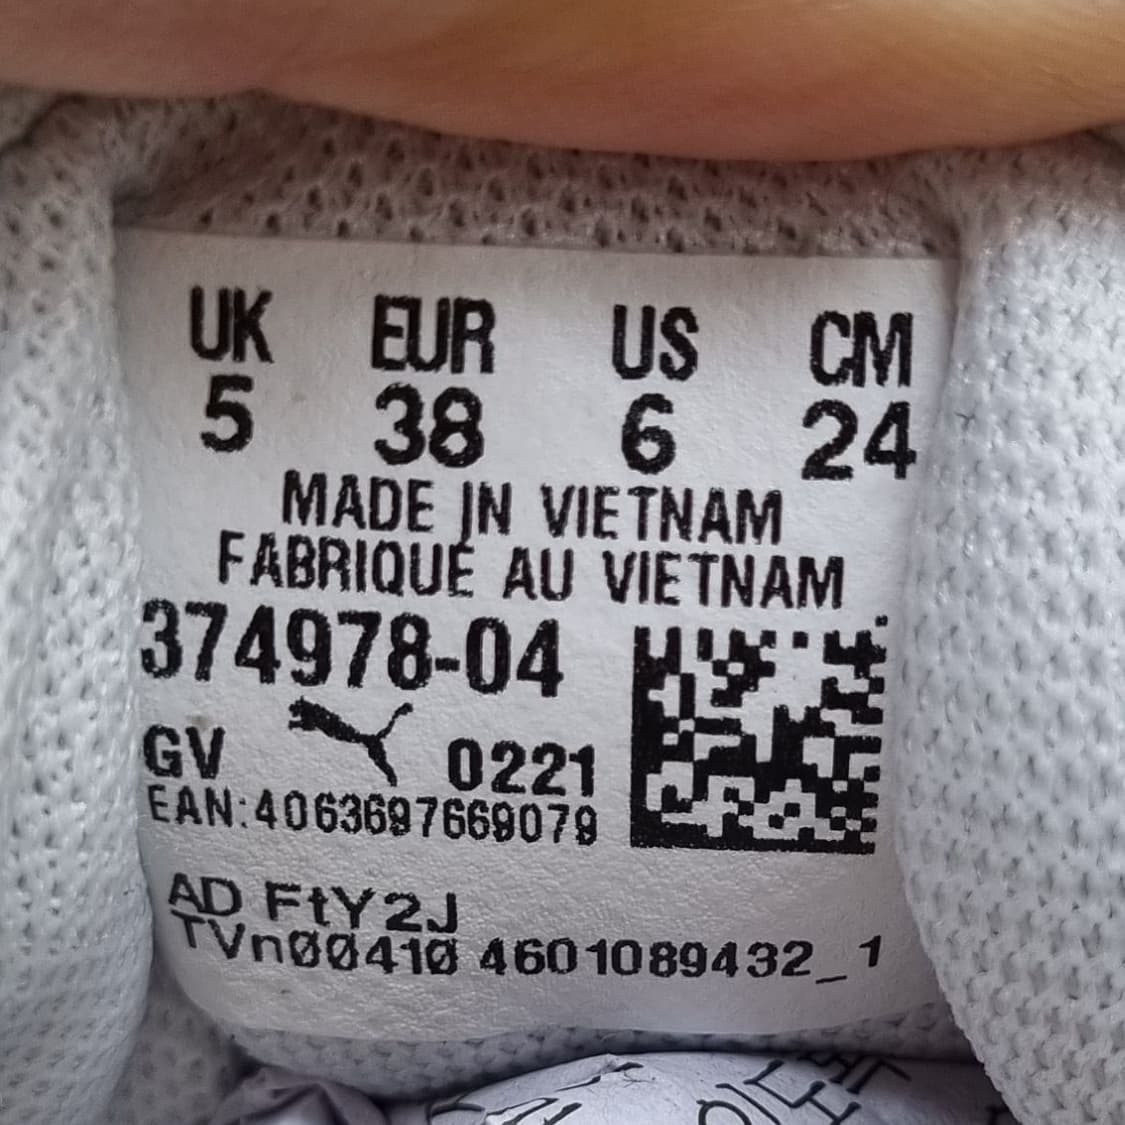 UK EUR US CM
5 38 6 24
MADE IN VIETNAM
FABRIQUÉ AU VIETNAM
374978-04
GV 0221
EAN:4063697669079
AD FtY2J
TVn00410 4601089432_1